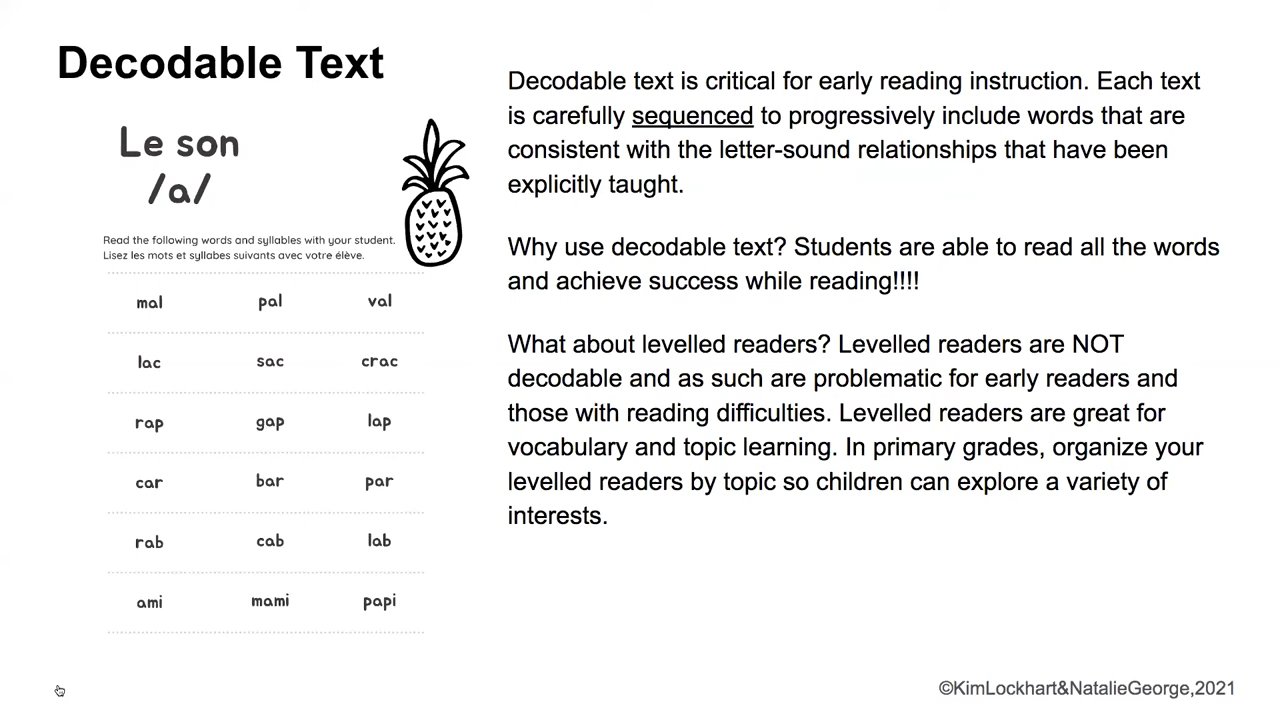 Decodable Text
Le son
/a/
Read the following words and syllables with your student.
Lisez les mots et syllabes suivants avec votre élève.
mal pal val
lac sac crac
rap gap lap
car bar par
rab cab lab
ami mami papi
Decodable text is critical for early reading instruction. Each text
is carefully sequenced to progressively include words that are
consistent with the letter-sound relationships that have been
explicitly taught.
Why use decodable text? Students are able to read all the words
and achieve success while reading!!!!
What about levelled readers? Levelled readers are NOT
decodable and as such are problematic for early readers and
those with reading difficulties. Levelled readers are great for
vocabulary and topic learning. In primary grades, organize your
levelled readers by topic so children can explore a variety of
interests.
©KimLockhart&NatalieGeorge,2021